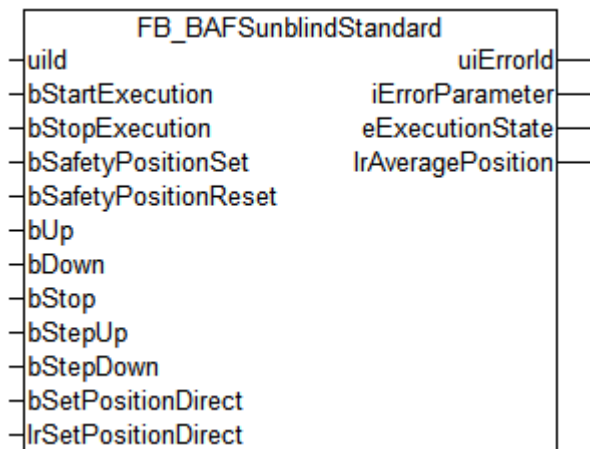 FB_BAFSunblindStandard
uiId uiErrorId
bStartExecution iErrorParameter
bStopExecution eExecutionState
bSafetyPositionSet lrAveragePosition
bSafetyPositionReset
bUp
bDown
bStop
bStepUp
bStepDown
bSetPositionDirect
lrSetPositionDirect